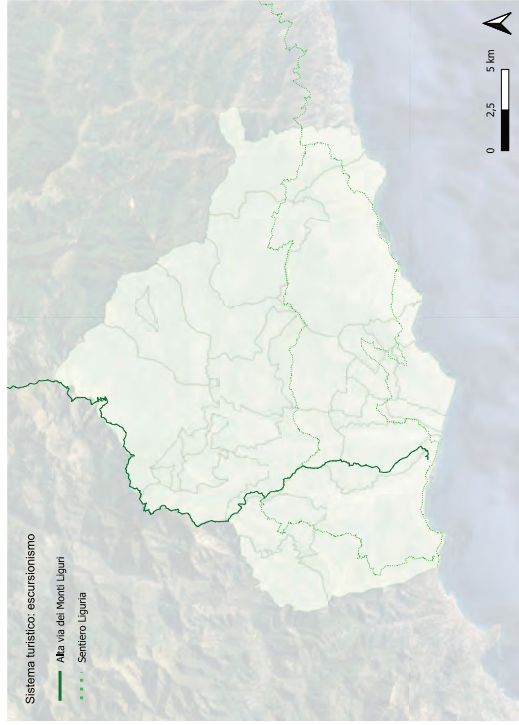 Sistema turistico: escursionismo
Alta via dei Monti Liguri
Sentiero Liguria
0 2,5 5 km